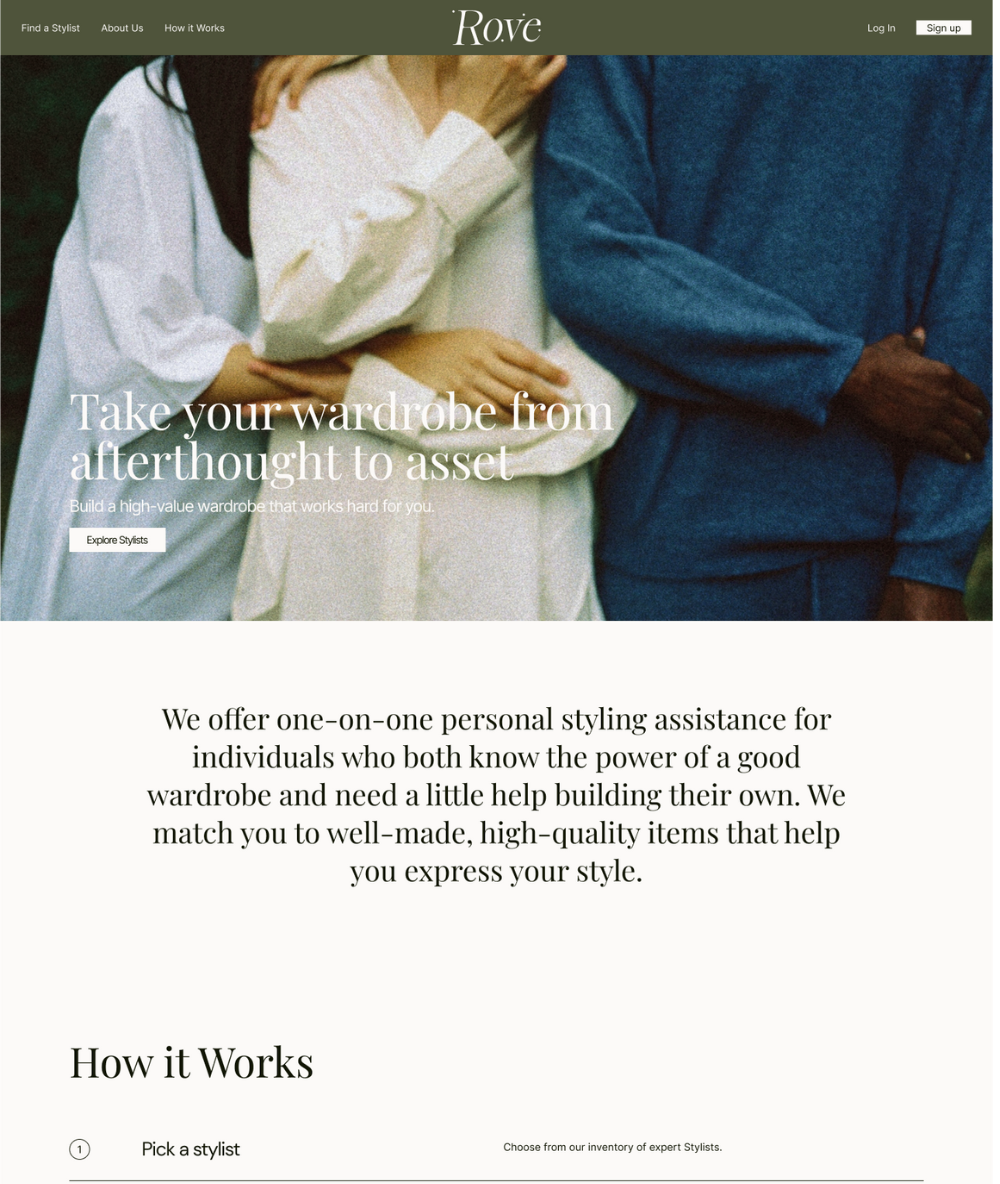 Find a Stylist
About Us
How it Works
Rove
Log In
Sign up
Take your wardrobe from
afterthought to asset
Build a high-value wardrobe that works hard for you.
Explore Stylists
We offer one-on-one personal styling assistance for
individuals who both know the power of a good
wardrobe and need a little help building their own. We
match you to well-made, high-quality items that help
you express your style.
How it Works
1
Pick a stylist
Choose from our inventory of expert Stylists.